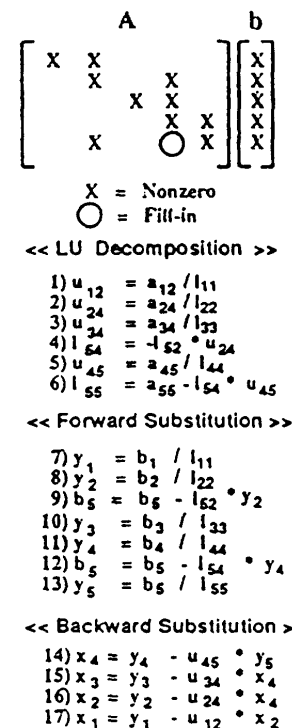 A b
X X X
X X X
X X X
X X X
X X X
X = Nonzero
= Fill-in
<< LU Decomposition >>
1) u12 = a12 / l11
2) u24 = a24 / l22
3) u34 = a34 / l33
4) l54 = -l52 * u24
5) u45 = a45 / l44
6) l55 = a55 - l54 * u45
<< Forward Substitution >>
7) y1 = b1 / l11
8) y2 = b2 / l22
9) b5 = b5 - l52 * y2
10) y3 = b3 / l33
11) y4 = b4 / l44
12) b5 = b5 - l54 * y4
13) y5 = b5 / l55
<< Backward Substitution >
14) x4 = y4 - u45 * y5
15) x3 = y3 - u34 * x4
16) x2 = y2 - u24 * x4
17) x1 = y1 - u12 * x2